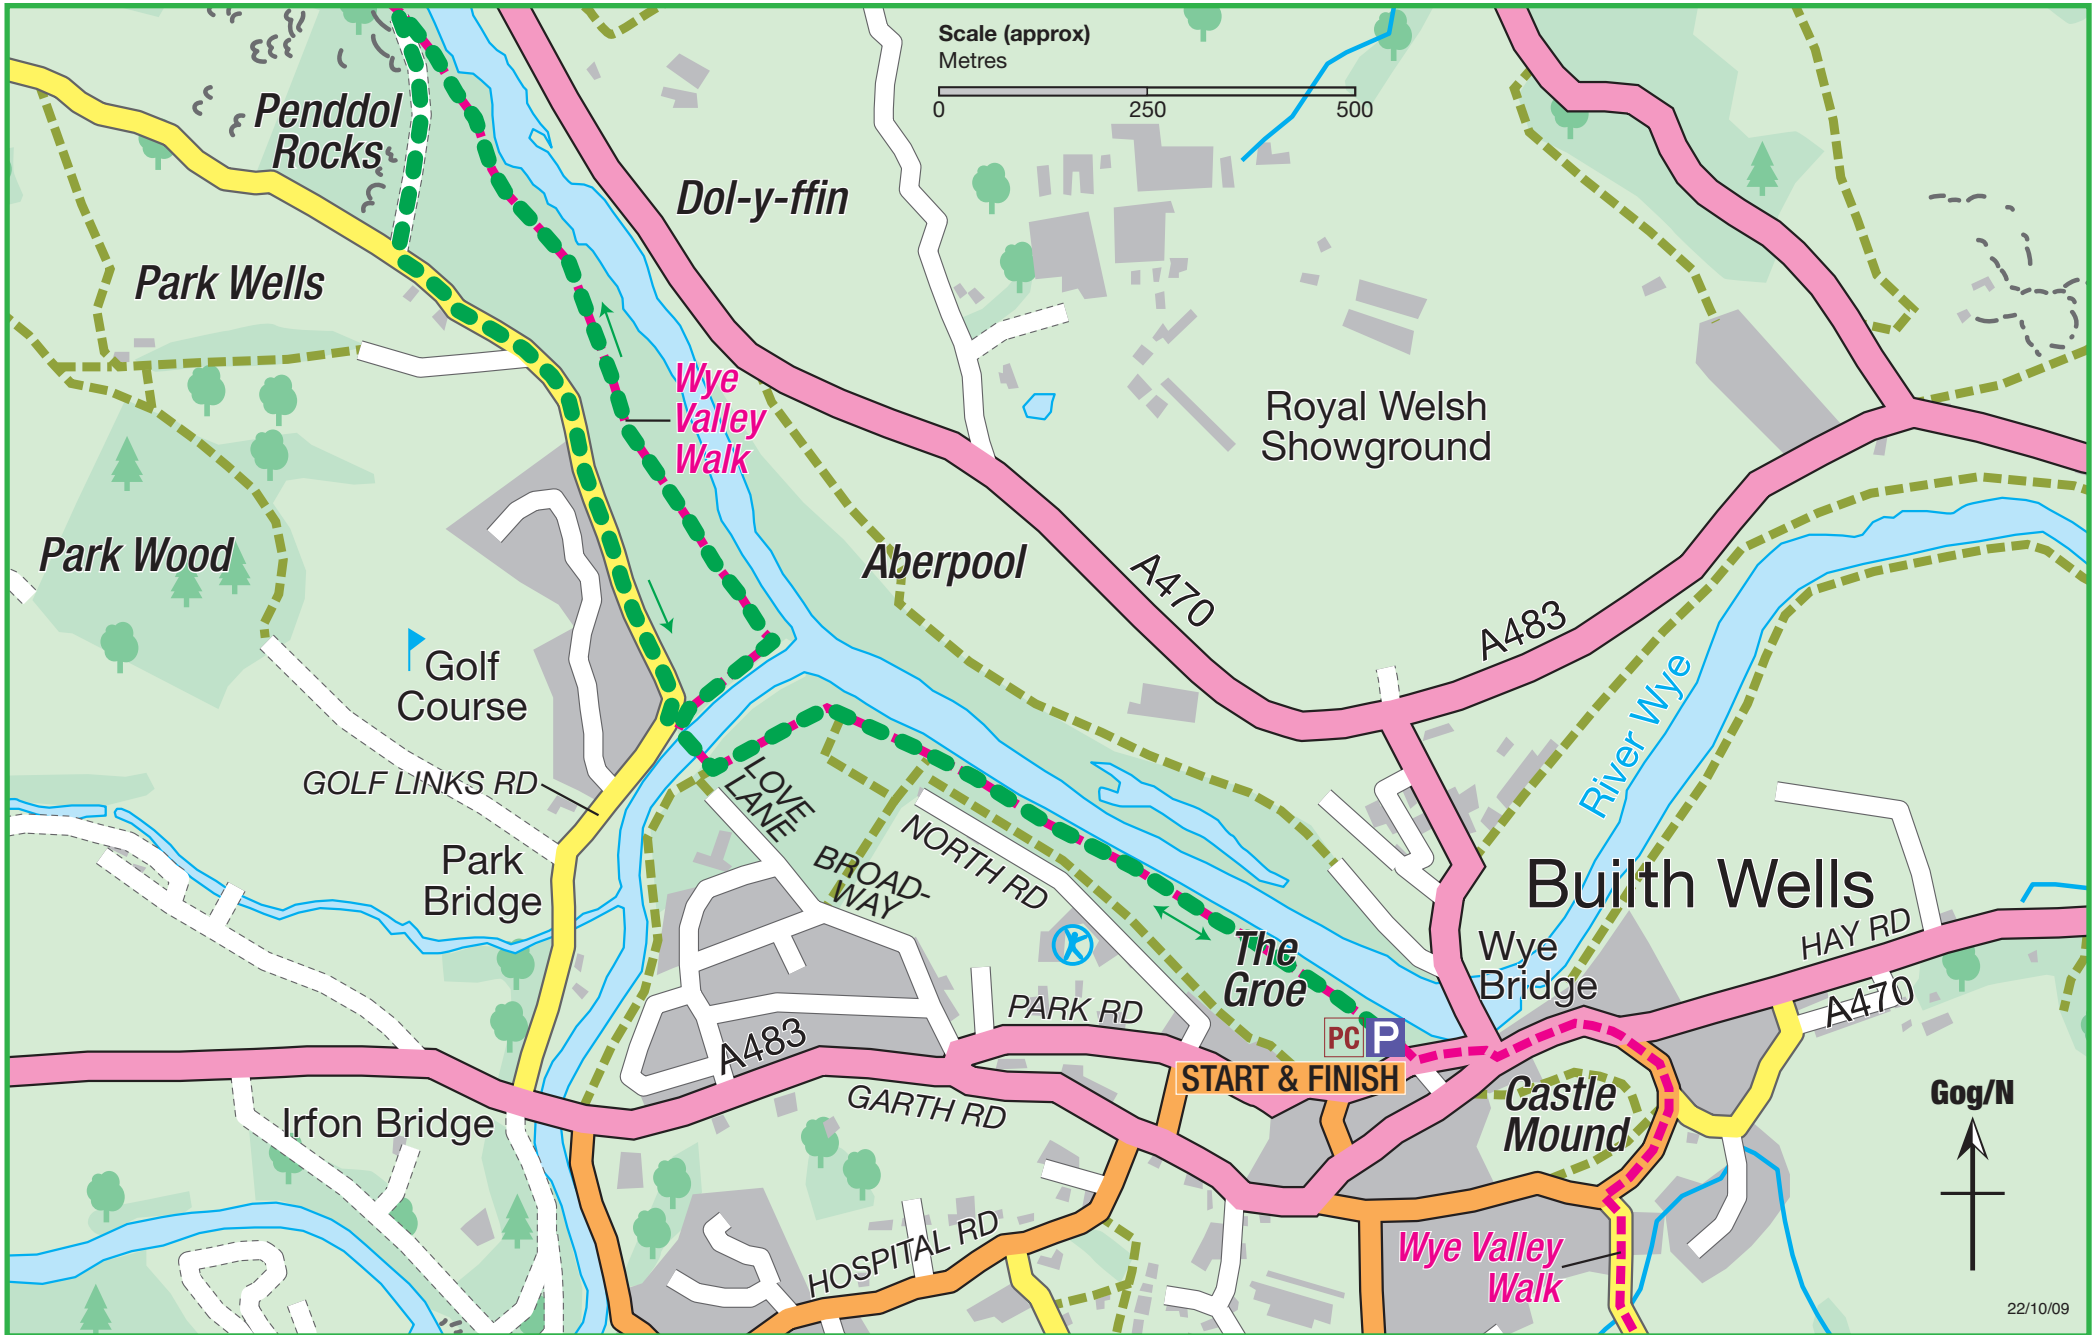 Scale (approx)
Metres
0 250 500
Penddol
Rocks
Dol-y-ffin
Park Wells
Wye
Valley
Walk
Royal Welsh
Showground
Park Wood
Aberpool
A470
A483
Golf
Course
River Wye
GOLF LINKS RD
LOVE
LANE
NORTH RD
BROAD-
WAY
Park
Bridge
Builth Wells
The
Groe
Wye
Bridge
HAY RD
A470
PARK RD
PC P
A483
START & FINISH
GARTH RD
Castle
Mound
Gog/N
Irfon Bridge
HOSPITAL RD
Wye Valley
Walk
22/10/09